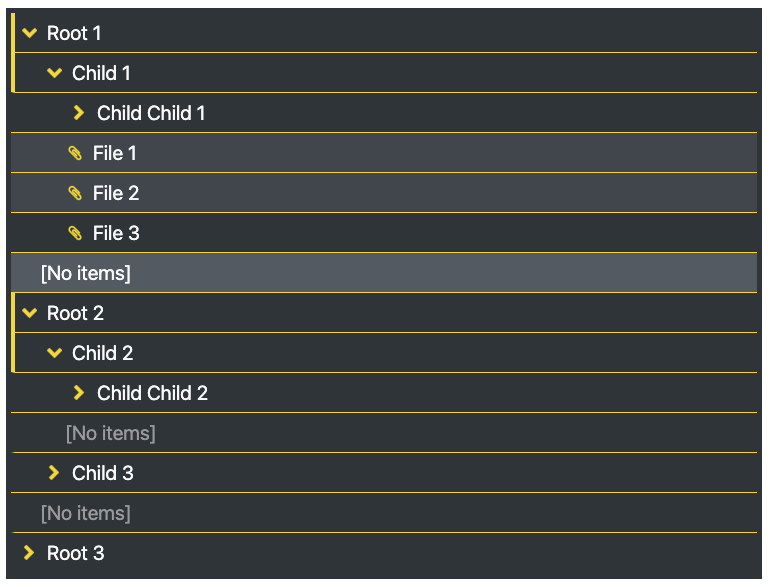 Root 1
Child 1
Child Child 1
File 1
File 2
File 3
[No items]
Root 2
Child 2
Child Child 2
[No items]
Child 3
[No items]
Root 3